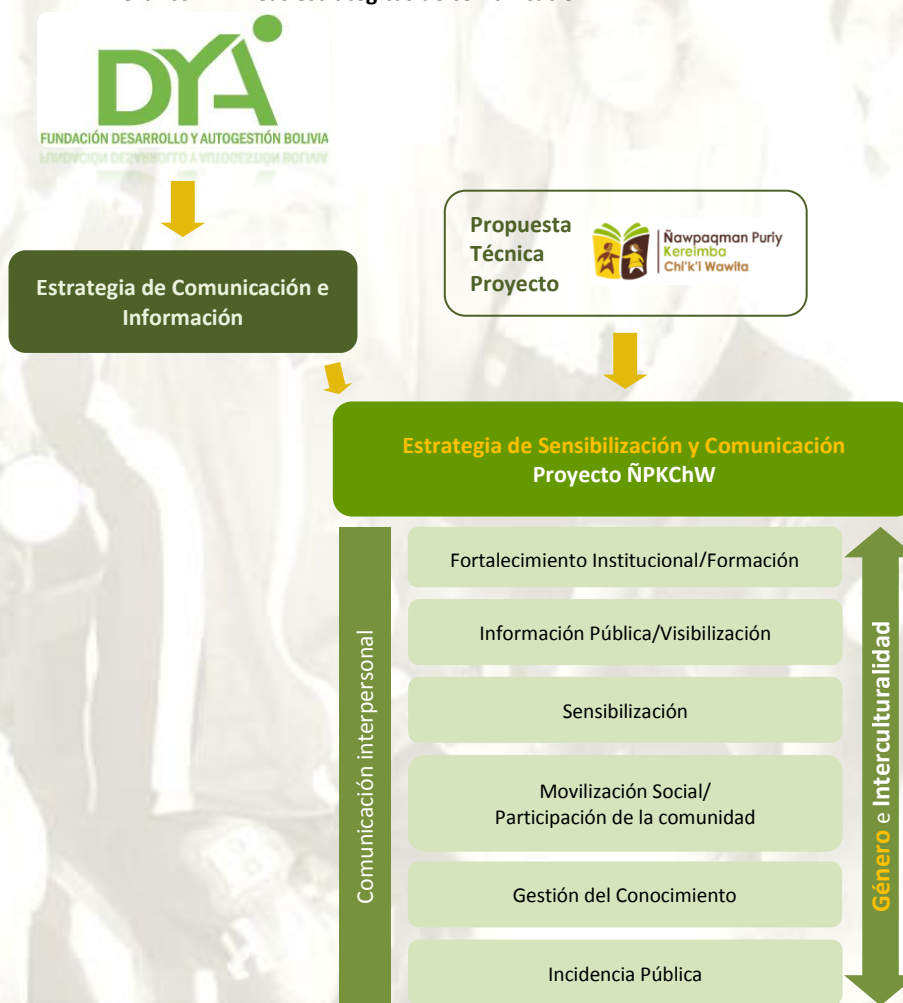 DYA
FUNDACIÓN DESARROLLO Y AUTOGESTIÓN BOLIVIA
Propuesta
Técnica
Proyecto
Ñawpaqman Puriy
Kereimba
Chi'k'i Wawita
Estrategia de Comunicación e
Información
Estrategia de Sensibilización y Comunicación
Proyecto ÑPKChW
Comunicación interpersonal
Fortalecimiento Institucional/Formación
Información Pública/Visibilización
Sensibilización
Movilización Social/
Participación de la comunidad
Gestión del Conocimiento
Incidencia Pública
Género e Interculturalidad